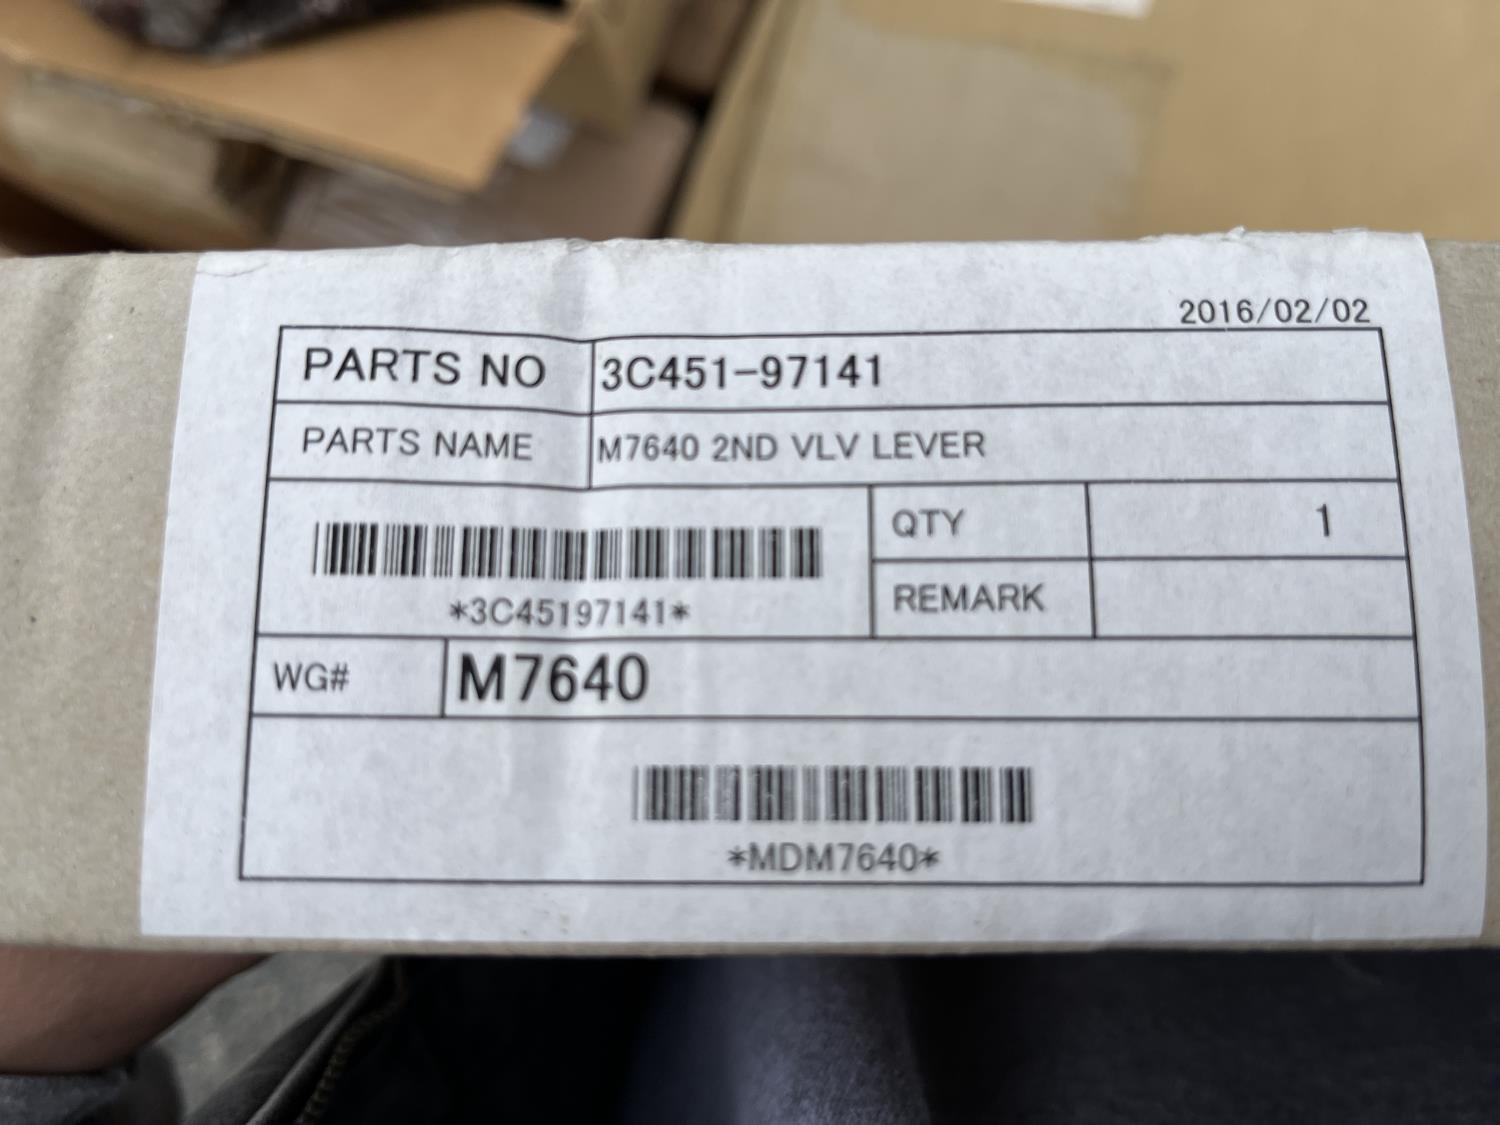 2016/02/02
PARTS NO 3C451-97141
PARTS NAME M7640 2ND VLV LEVER
QTY 1
*3C45197141*
REMARK
WG# M7640
*MDM7640*